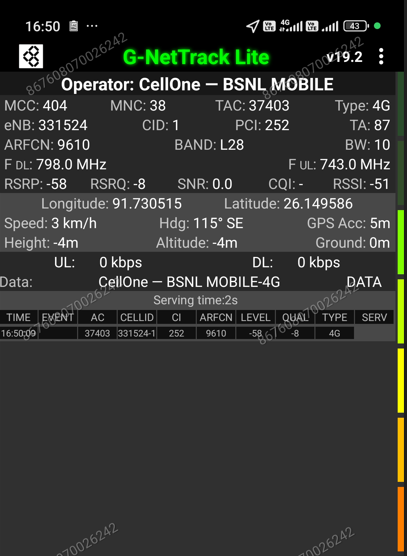 16:50 4G 43
G-NetTrack Lite v19.2
Operator: CellOne — BSNL MOBILE
MCC: 404 MNC: 38 TAC: 37403 Type: 4G
eNB: 331524 CID: 1 PCI: 252 TA: 87
ARFCN: 9610 BAND: L28 BW: 10
F DL: 798.0 MHz F UL: 743.0 MHz
RSRP: -58 RSRQ: -8 SNR: 0.0 CQI: - RSSI: -51
Longitude: 91.730515 Latitude: 26.149586
Speed: 3 km/h Hdg: 115° SE GPS Acc: 5m
Height: -4m Altitude: -4m Ground: 0m
UL: 0 kbps DL: 0 kbps
Data: CellOne — BSNL MOBILE-4G DATA
Serving time:2s
TIME EVENT AC CELLID CI ARFCN LEVEL QUAL TYPE SERV
16:50:09 37403 331524-1 252 9610 -58 -8 4G
867608070026242
867608070026242
867608070026242
867608070026242
867608070026242